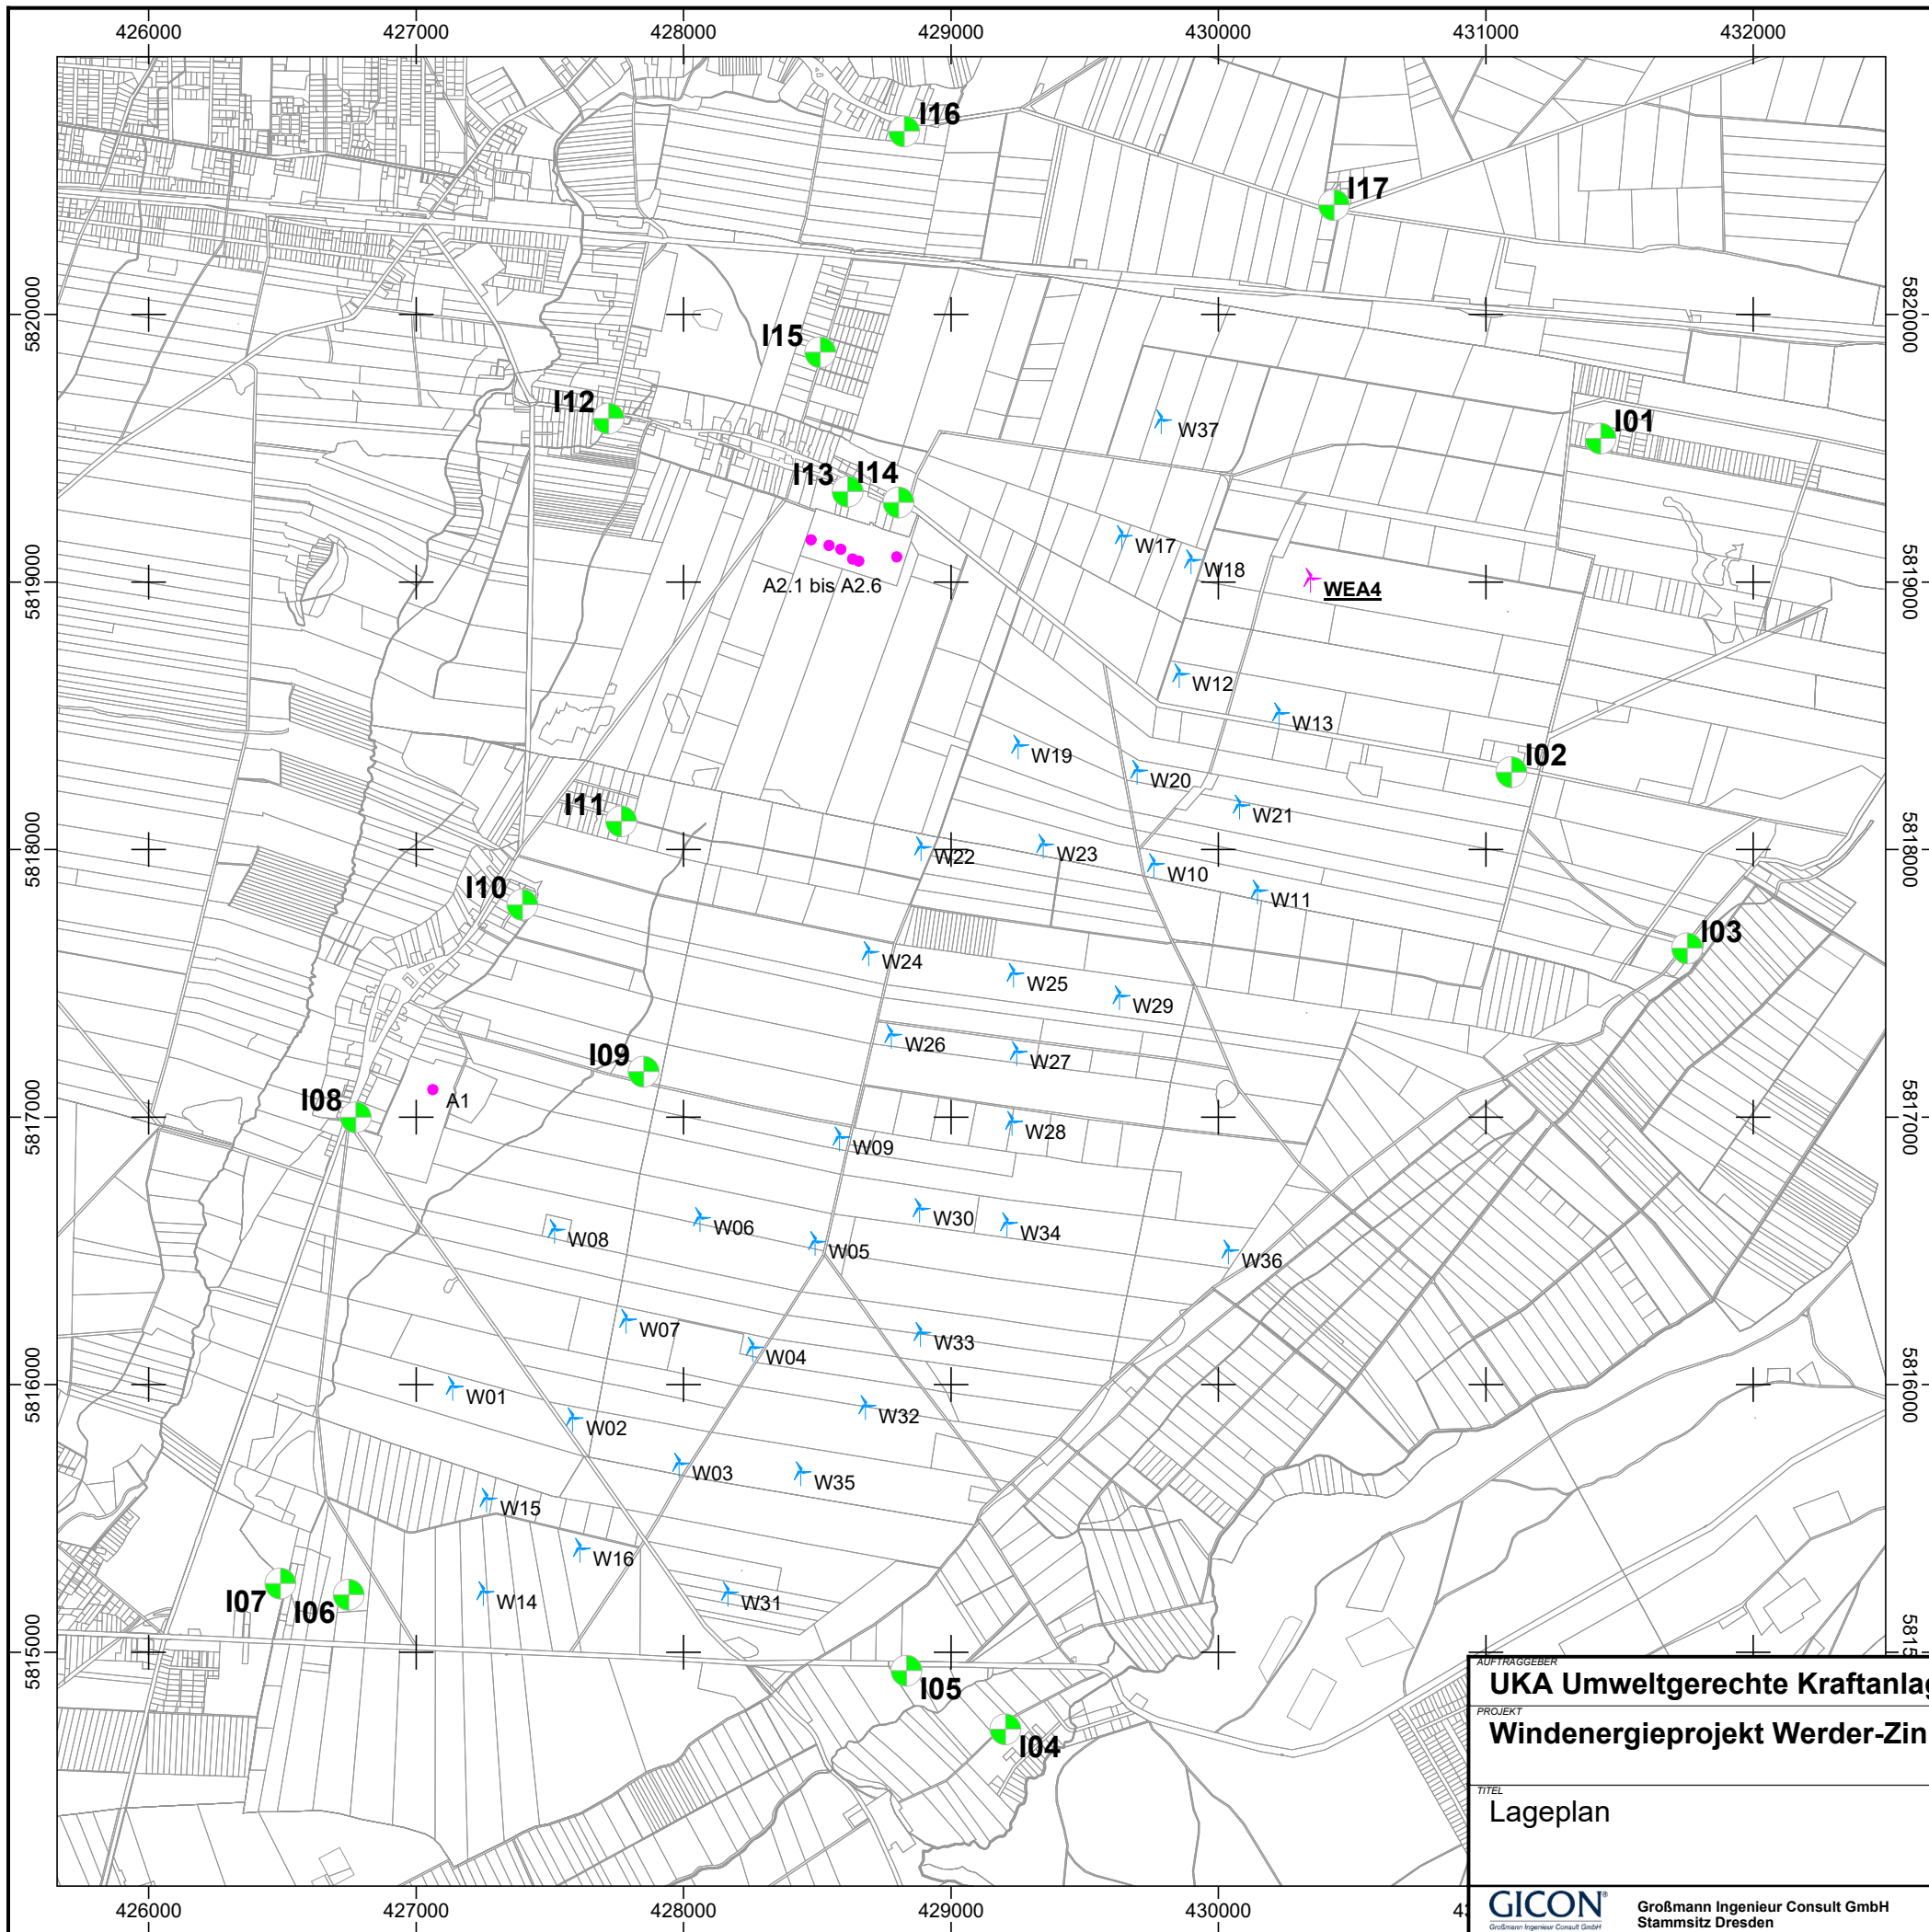 426000 427000 428000 429000 430000 431000 432000
I16
I17
5820000 5820000
I15
I12
I01
W37
I13 I14
W17
W18
5819000 A2.1 bis A2.6 WEA4 5819000
W12
W13
W19
I02
W20
I11
W21
5818000 W22 W23 5818000
W10
I10
W11
I03
W24
W25
W29
W26
I09
W27
I08 A1
5817000 W28 5817000
W09
W06 W30
W08 W34
W05
W36
W07
W33
W04
5816000 W01 5816000
W32
W02
W03
W35
W15
W16
I07 I06 W14 W31
5815000
I05
I04
AUFTRAGGEBER
UKA Umweltgerechte
PROJEKT
Windenergieprojekt
TITEL
Lageplan
426000 427000 428000 429000 430000
GICON®
Großmann Ingenieur Consult GmbH
Großmann Ingenieur Consult GmbH
Stammsitz Dresden